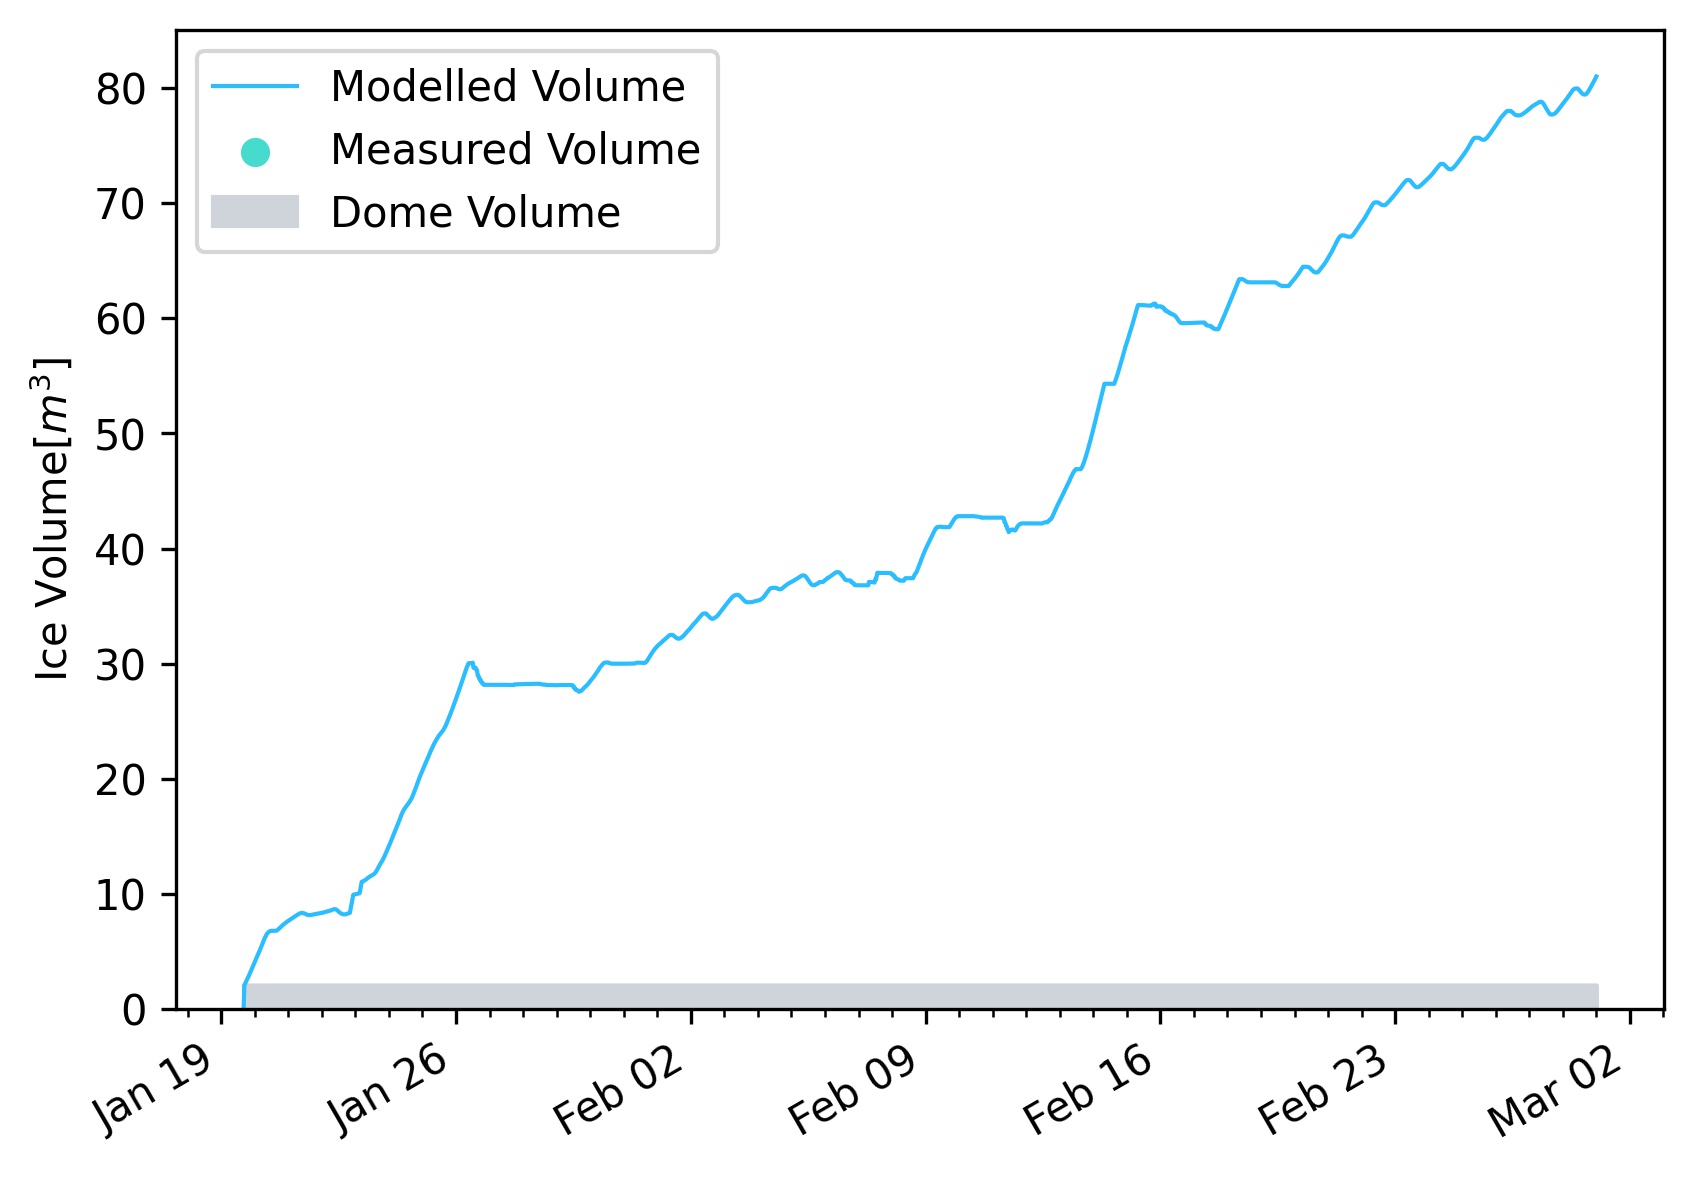 Modelled Volume
Measured Volume
Dome Volume
Ice Volume[m³]
80
70
60
50
40
30
20
10
0
Jan 19
Jan 26
Feb 02
Feb 09
Feb 16
Feb 23
Mar 02